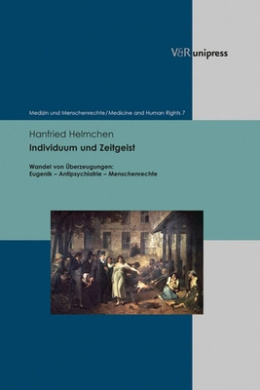 V&R unipress
Medizin und Menschenrechte / Medicine and Human Rights 7
Hanfried Helmchen
Individuum und Zeitgeist
Wandel von Überzeugungen:
Eugenik – Antipsychiatrie – Menschenrechte